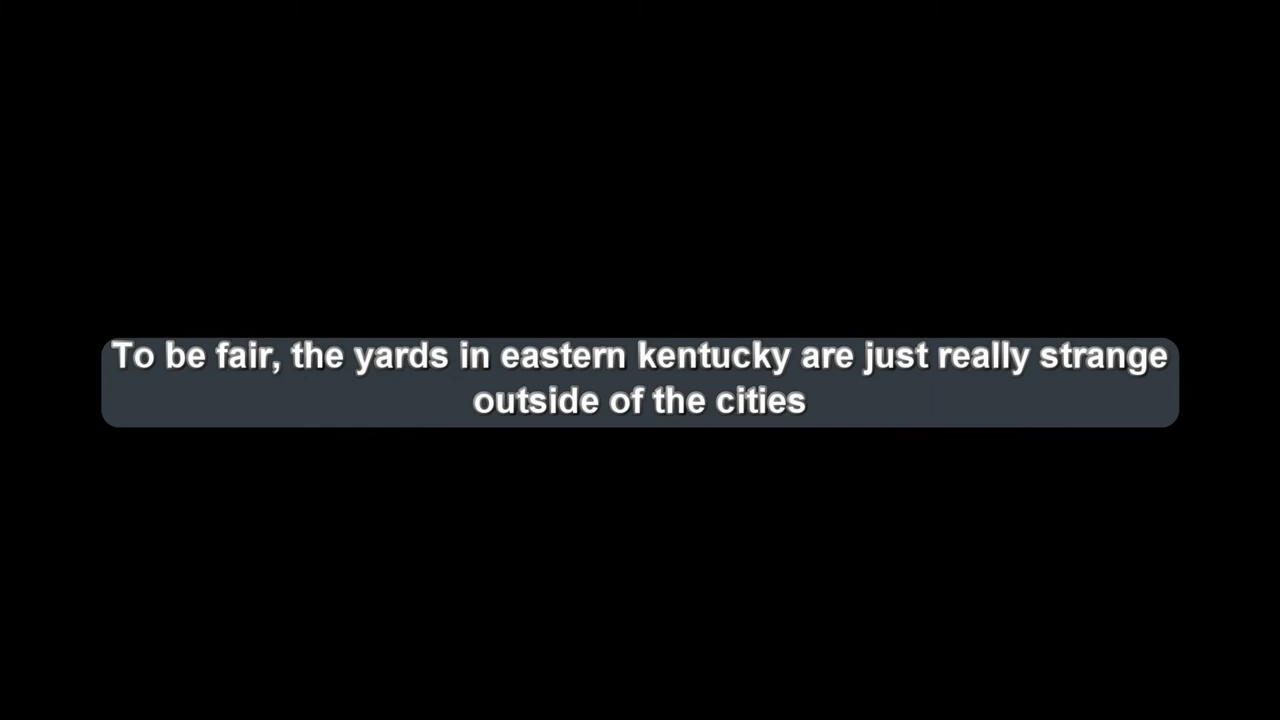 To be fair, the yards in eastern kentucky are just really strange
outside of the cities